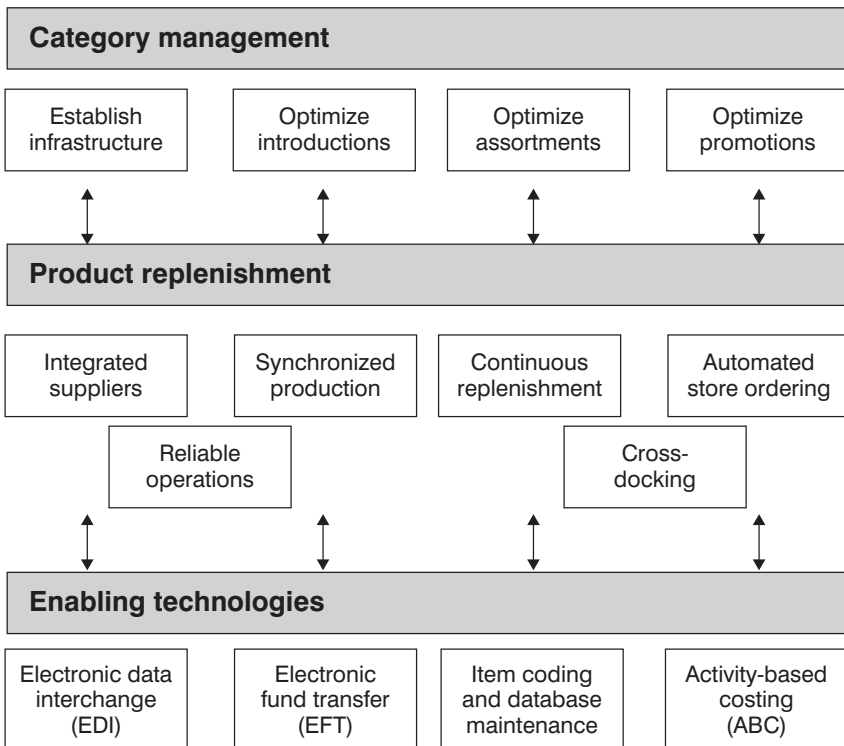 Category management
Establish
infrastructure
Optimize
introductions
Optimize
assortments
Optimize
promotions
Product replenishment
Integrated
suppliers
Synchronized
production
Continuous
replenishment
Automated
store ordering
Reliable
operations
Cross-
docking
Enabling technologies
Electronic data
interchange
(EDI)
Electronic
fund transfer
(EFT)
Item coding
and database
maintenance
Activity-based
costing
(ABC)